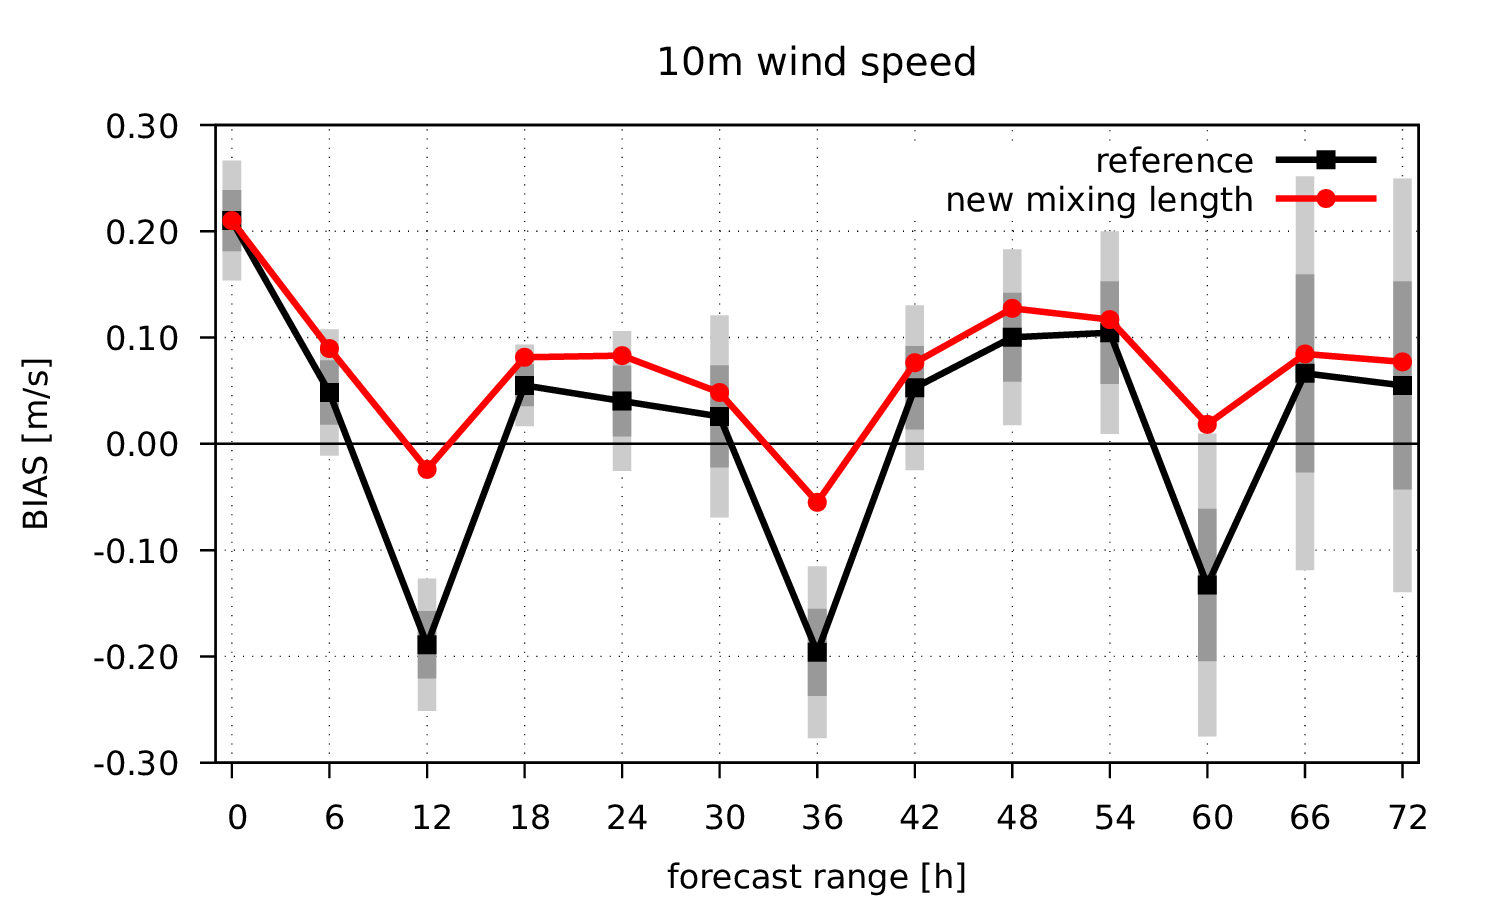 10m wind speed
0.30
0.20
0.10
0.00
-0.10
-0.20
-0.30
BIAS [m/s]
reference
new mixing length
0 6 12 18 24 30 36 42 48 54 60 66 72
forecast range [h]